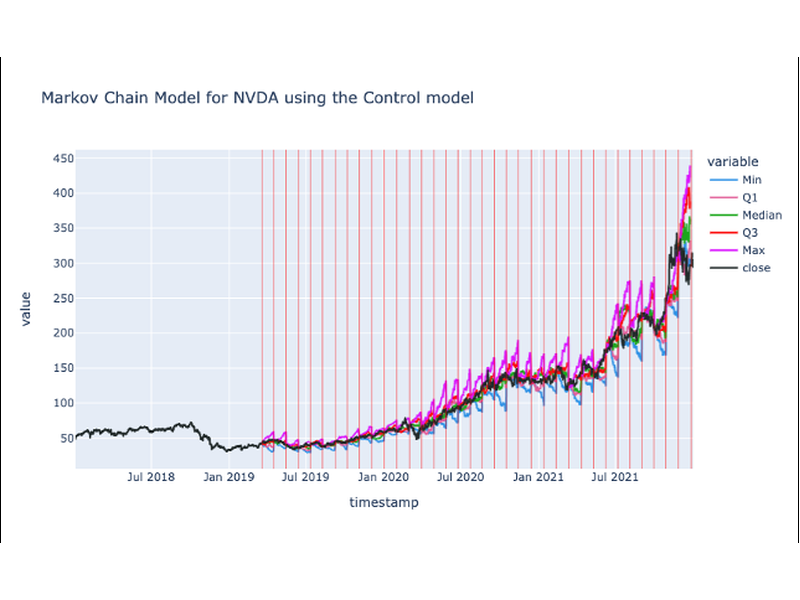 Markov Chain Model for NVDA using the Control model
variable
Min
Q1
Median
Q3
Max
close
value
450
400
350
300
250
200
150
100
50
Jul 2018
Jan 2019
Jul 2019
Jan 2020
Jul 2020
Jan 2021
Jul 2021
timestamp